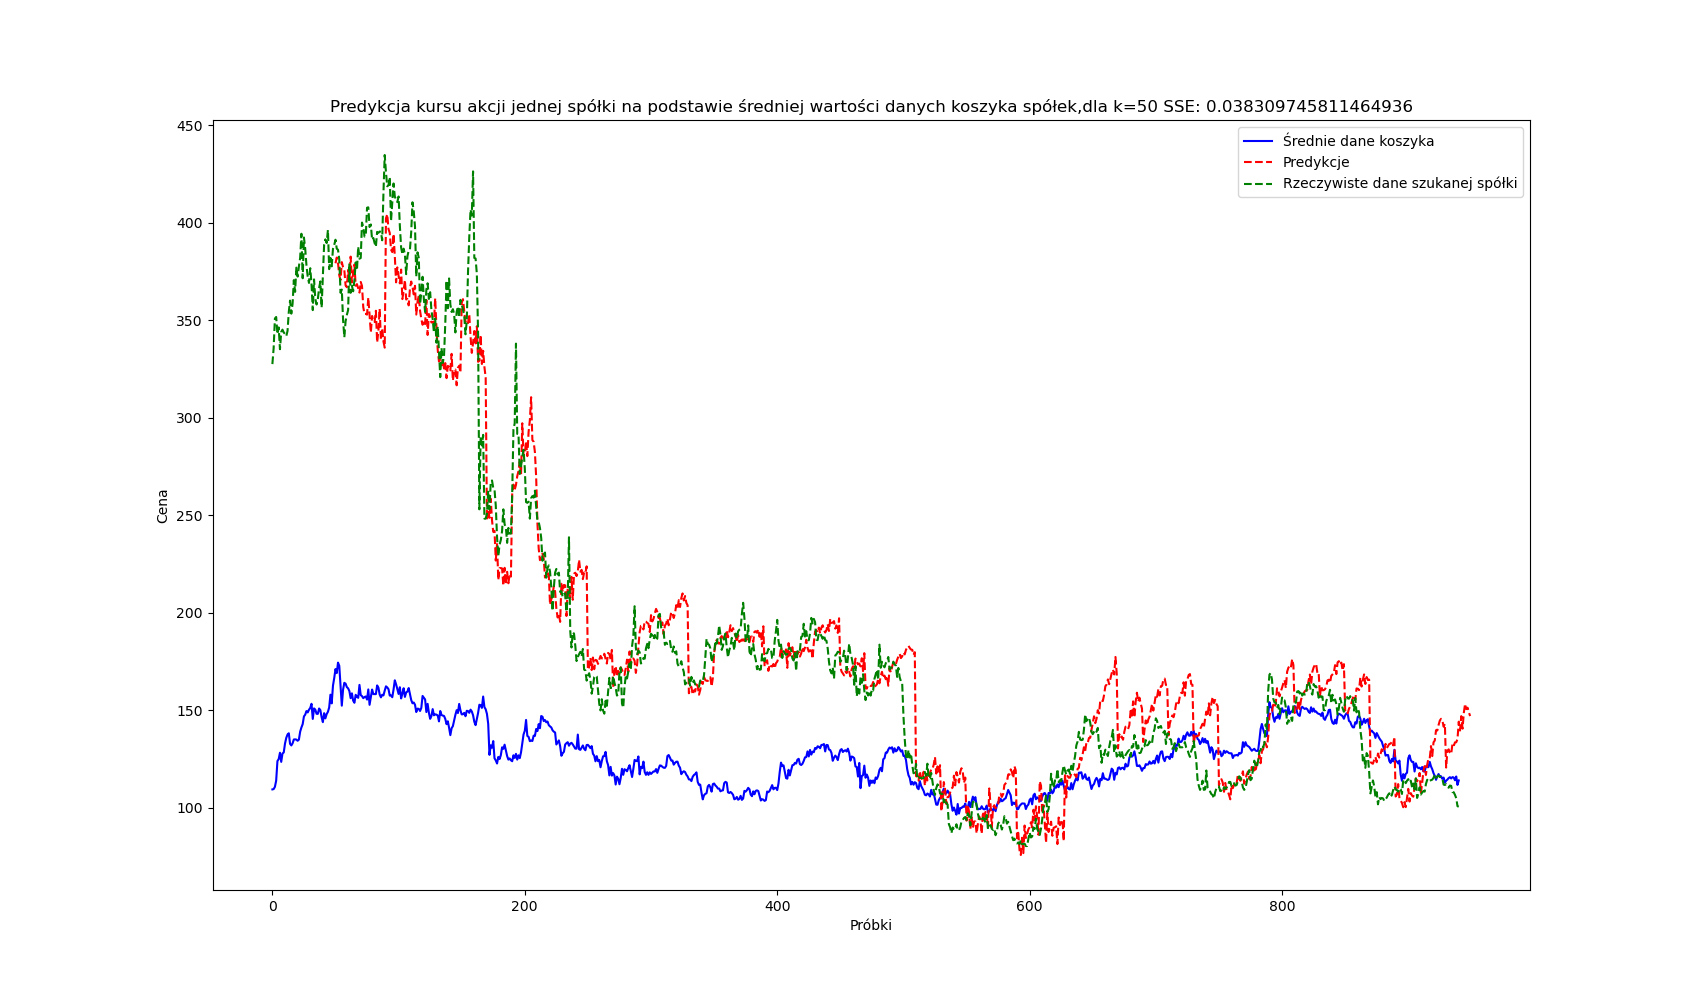 Predykcja kursu akcji jednej spółki na podstawie średniej wartości danych koszyka spółek,dla k=50 SSE: 0.038309745811464936
450
400
350
300
250
200
150
100
Cena
0
200
400
600
800
Próbki
Średnie dane koszyka
Predykcje
Rzeczywiste dane szukanej spółki